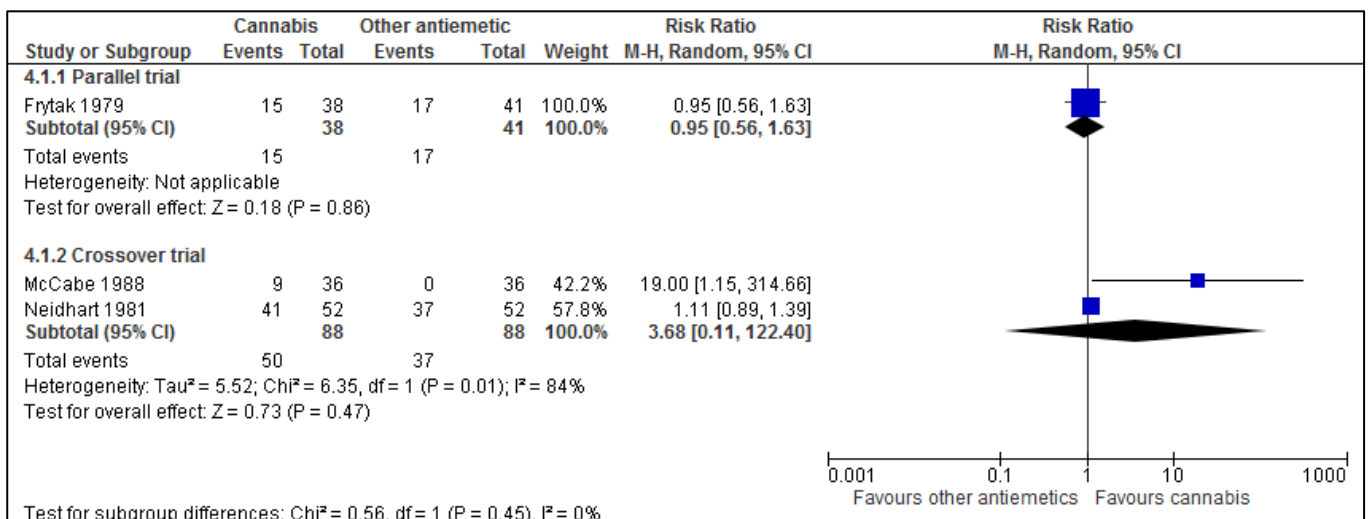 Cannabis Other antiemetic Risk Ratio Risk Ratio
Study or Subgroup Events Total Events Total Weight M-H, Random, 95% CI M-H, Random, 95% CI
4.1.1 Parallel trial
Frytak 1979 15 38 17 41 100.0% 0.95 [0.56, 1.63]
Subtotal (95% CI) 38 41 100.0% 0.95 [0.56, 1.63]
Total events 15 17
Heterogeneity: Not applicable
Test for overall effect: Z = 0.18 (P = 0.86)
4.1.2 Crossover trial
McCabe 1988 9 36 0 36 42.2% 19.00 [1.15, 314.66]
Neidhart 1981 41 52 37 52 57.8% 1.11 [0.89, 1.39]
Subtotal (95% CI) 88 88 100.0% 3.68 [0.11, 122.40]
Total events 50 37
Heterogeneity: Tau² = 5.52; Chi² = 6.35, df = 1 (P = 0.01); I² = 84%
Test for overall effect: Z = 0.73 (P = 0.47)
0.001 0.1 1 10 1000
Favours other antiemetics Favours cannabis
Test for subgroup differences: Chi² = 0.56, df = 1 (P = 0.45), I² = 0%